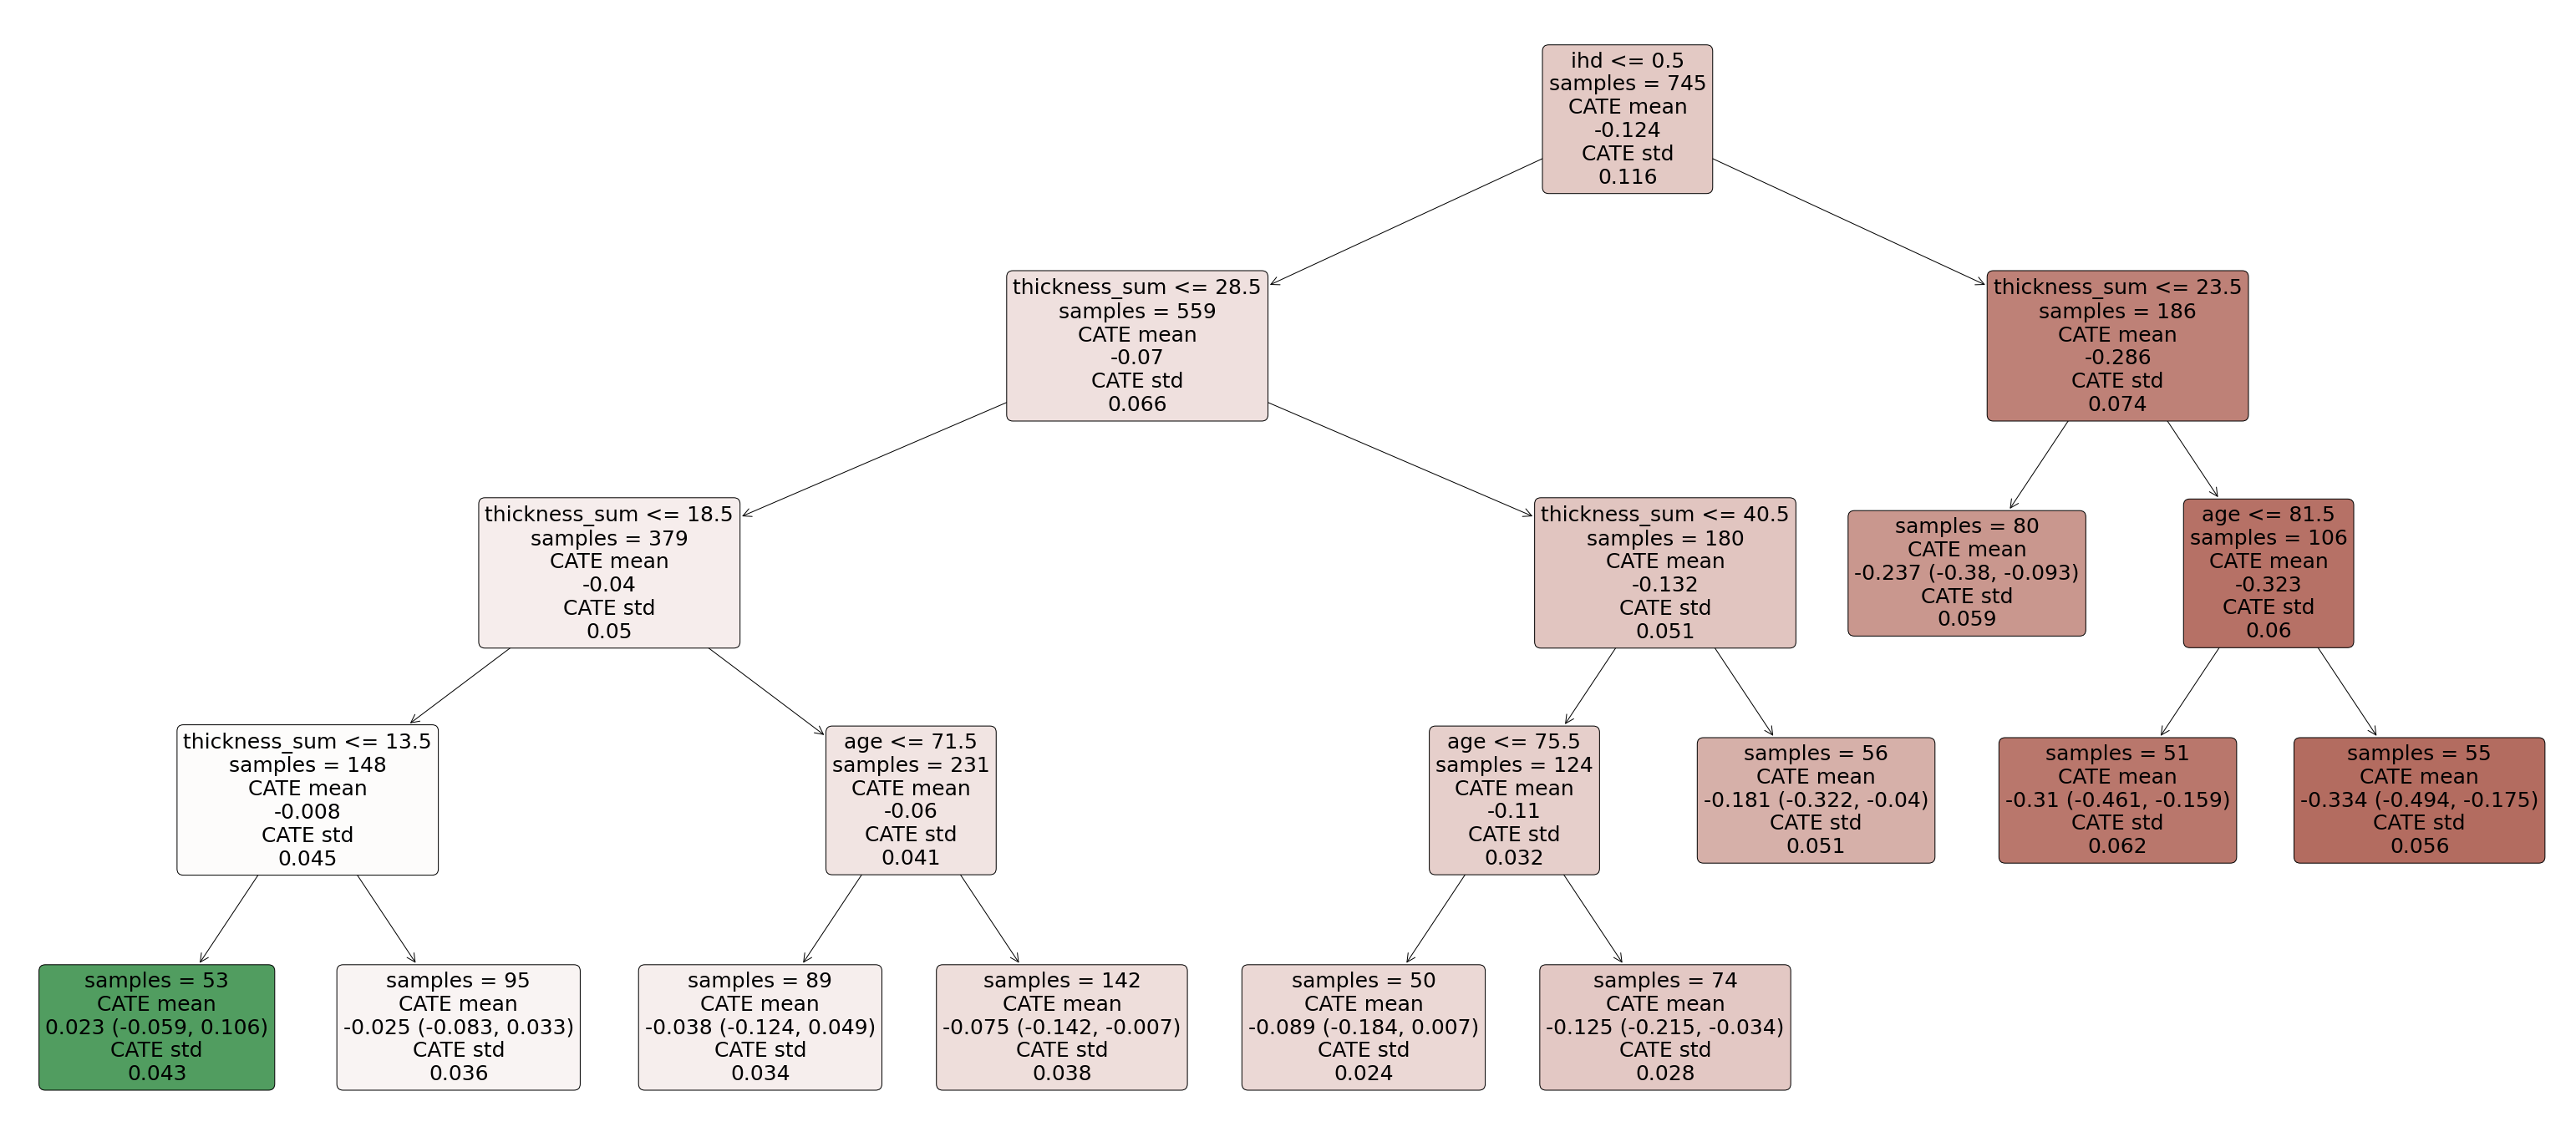 ihd <= 0.5
samples = 745
CATE mean
-0.124
CATE std
0.116
thickness_sum <= 28.5
samples = 559
CATE mean
-0.07
CATE std
0.066
thickness_sum <= 23.5
samples = 186
CATE mean
-0.286
CATE std
0.074
thickness_sum <= 18.5
samples = 379
CATE mean
-0.04
CATE std
0.05
thickness_sum <= 40.5
samples = 180
CATE mean
-0.132
CATE std
0.051
samples = 80
CATE mean
-0.237 (-0.38, -0.093)
CATE std
0.059
age <= 81.5
samples = 106
CATE mean
-0.323
CATE std
0.06
thickness_sum <= 13.5
samples = 148
CATE mean
-0.008
CATE std
0.045
age <= 71.5
samples = 231
CATE mean
-0.06
CATE std
0.041
age <= 75.5
samples = 124
CATE mean
-0.11
CATE std
0.032
samples = 56
CATE mean
-0.181 (-0.322, -0.04)
CATE std
0.051
samples = 51
CATE mean
-0.31 (-0.461, -0.159)
CATE std
0.062
samples = 55
CATE mean
-0.334 (-0.494, -0.175)
CATE std
0.056
samples = 53
CATE mean
0.023 (-0.059, 0.106)
CATE std
0.043
samples = 95
CATE mean
-0.025 (-0.083, 0.033)
CATE std
0.036
samples = 89
CATE mean
-0.038 (-0.124, 0.049)
CATE std
0.034
samples = 142
CATE mean
-0.075 (-0.142, -0.007)
CATE std
0.038
samples = 50
CATE mean
-0.089 (-0.184, 0.007)
CATE std
0.024
samples = 74
CATE mean
-0.125 (-0.215, -0.034)
CATE std
0.028